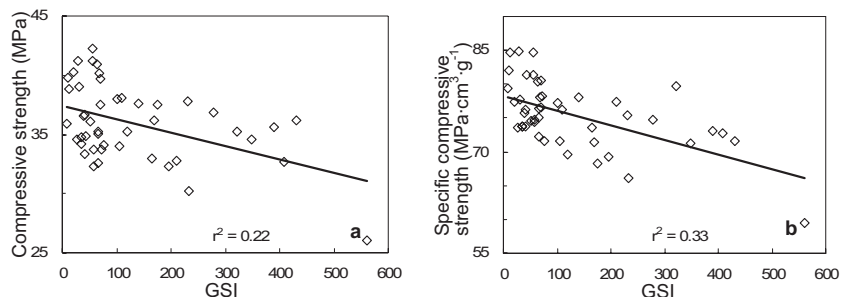 45
35
25
Compressive strength (MPa)
r² = 0.22
a
0 100 200 300 400 500 600
GSI
85
70
55
Specific compressive
strength (MPa·cm³·g⁻¹)
r² = 0.33
b
0 100 200 300 400 500 600
GSI